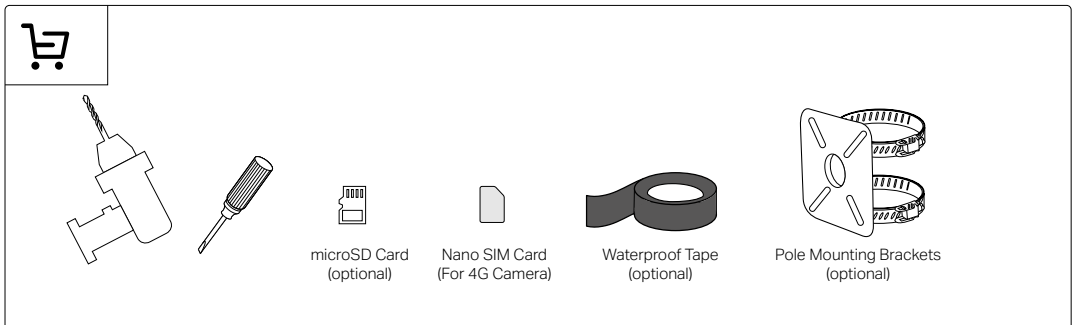 microSD Card
(optional)
Nano SIM Card
(For 4G Camera)
Waterproof Tape
(optional)
Pole Mounting Brackets
(optional)